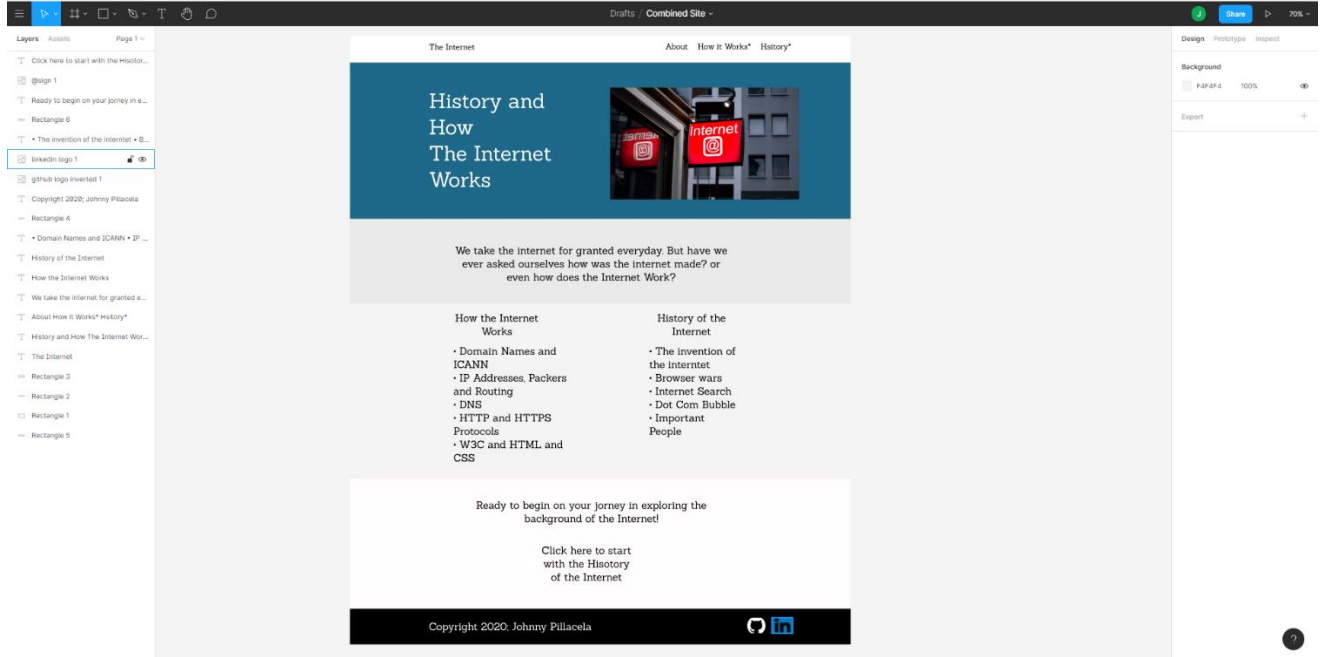 Drafts / Combined Site
J
Share
70%
Layers Assets Page 1
Click here to start with the Hisotor...
@sign 1
Ready to begin on your jorney in e...
Rectangle 6
• The invention of the interntet • B...
linkedin logo 1
github logo inverted 1
Copyright 2020; Johnny Pillacela
Rectangle 4
• Domain Names and ICANN • IP ...
History of the Internet
How the Internet Works
We take the internet for granted e...
About How it Works* Hsitory*
History and How The Internet Wor...
The Internet
Rectangle 3
Rectangle 2
Rectangle 1
Rectangle 5
The Internet About How it Works* Hsitory*
History and
How
The Internet
Works
Internet
@
We take the internet for granted everyday. But have we
ever asked ourselves how was the internet made? or
even how does the Internet Work?
How the Internet
Works
• Domain Names and
ICANN
• IP Addresses, Packers
and Routing
• DNS
• HTTP and HTTPS
Protocols
• W3C and HTML and
CSS
History of the
Internet
• The invention of
the interntet
• Browser wars
• Internet Search
• Dot Com Bubble
• Important
People
Ready to begin on your jorney in exploring the
background of the Internet!
Click here to start
with the Hisotory
of the Internet
Copyright 2020; Johnny Pillacela
in
Design Prototype Inspect
Background
F4F4F4 100%
Export
?